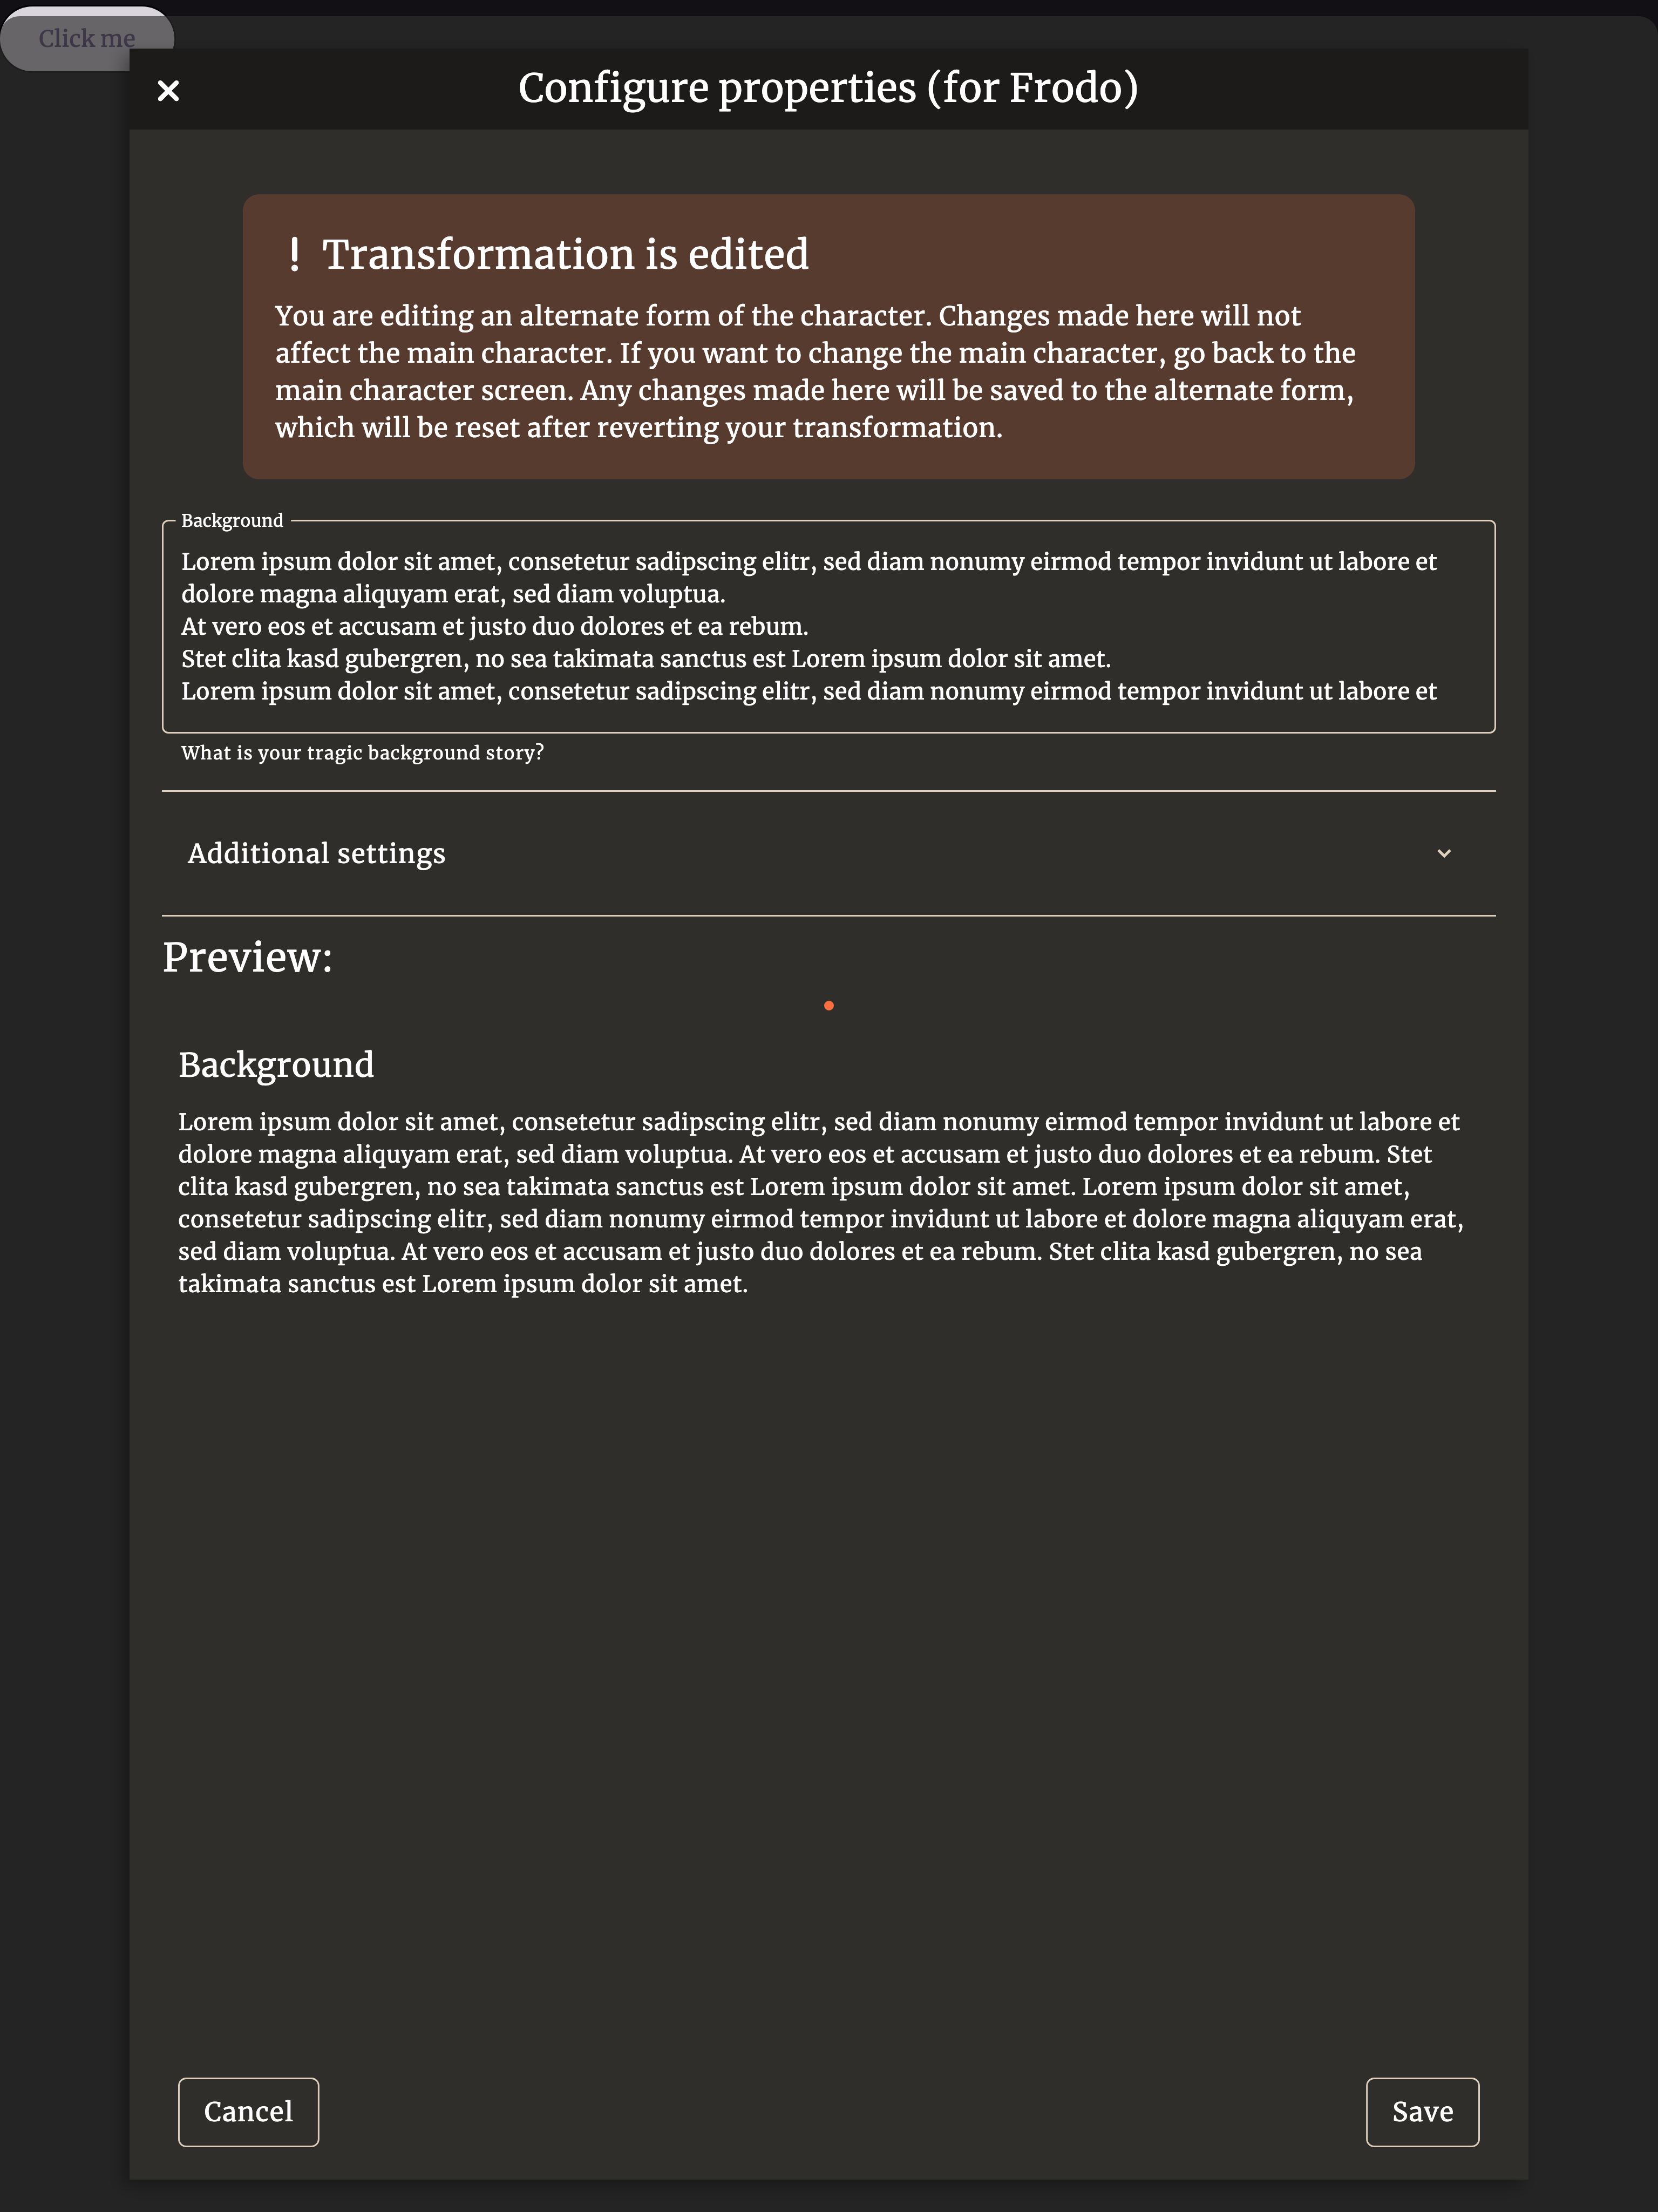 Click me
Configure properties (for Frodo)
! Transformation is edited
You are editing an alternate form of the character. Changes made here will not
affect the main character. If you want to change the main character, go back to the
main character screen. Any changes made here will be saved to the alternate form,
which will be reset after reverting your transformation.
Background
Lorem ipsum dolor sit amet, consetetur sadipscing elitr, sed diam nonumy eirmod tempor invidunt ut labore et
dolore magna aliquyam erat, sed diam voluptua.
At vero eos et accusam et justo duo dolores et ea rebum.
Stet clita kasd gubergren, no sea takimata sanctus est Lorem ipsum dolor sit amet.
Lorem ipsum dolor sit amet, consetetur sadipscing elitr, sed diam nonumy eirmod tempor invidunt ut labore et
What is your tragic background story?
Additional settings
Preview:
Background
Lorem ipsum dolor sit amet, consetetur sadipscing elitr, sed diam nonumy eirmod tempor invidunt ut labore et
dolore magna aliquyam erat, sed diam voluptua. At vero eos et accusam et justo duo dolores et ea rebum. Stet
clita kasd gubergren, no sea takimata sanctus est Lorem ipsum dolor sit amet. Lorem ipsum dolor sit amet,
consetetur sadipscing elitr, sed diam nonumy eirmod tempor invidunt ut labore et dolore magna aliquyam erat,
sed diam voluptua. At vero eos et accusam et justo duo dolores et ea rebum. Stet clita kasd gubergren, no sea
takimata sanctus est Lorem ipsum dolor sit amet.
Cancel
Save